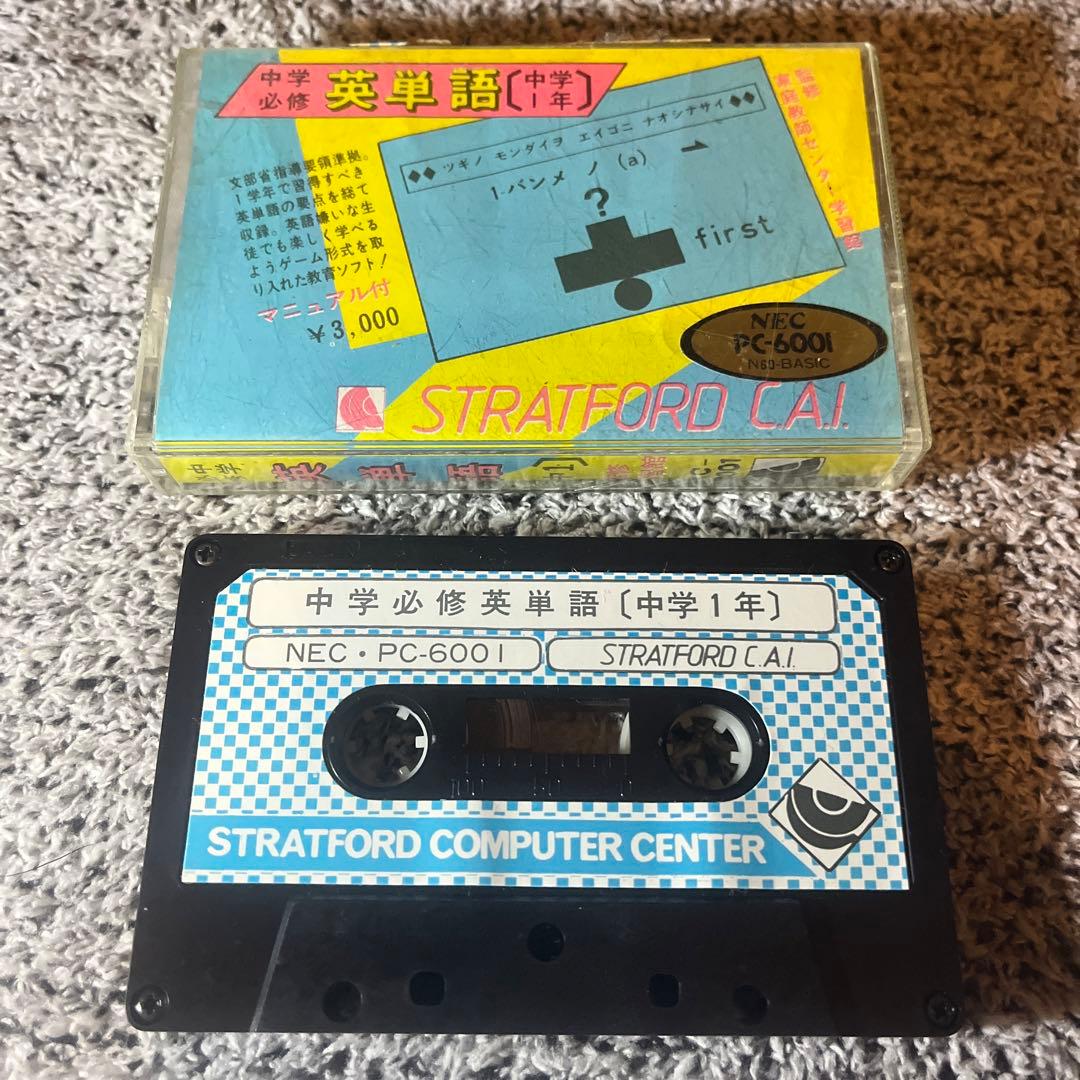 中学
必修
英単語〔中学1年〕
監修 家庭教師センター学習館
◆◆ ツギノ モンダイヲ エイゴニ ナオシナサイ ◆◆
1-バンメ ノ (a) 1
?
first
文部省指導要領準拠。
1学年で習得すべき
英単語の要点を総て
収録。英語嫌いな生
徒でも楽しく学べる
ようゲーム形式を取
り入れた教育ソフト!
マニュアル付
¥3,000
NEC
PC-6001
N60-BASIC
STRATFORD C.A.I.
中学
英単語
中学必修英単語〔中学1年〕
NEC・PC-6001
STRATFORD C.A.I.
STRATFORD COMPUTER CENTER